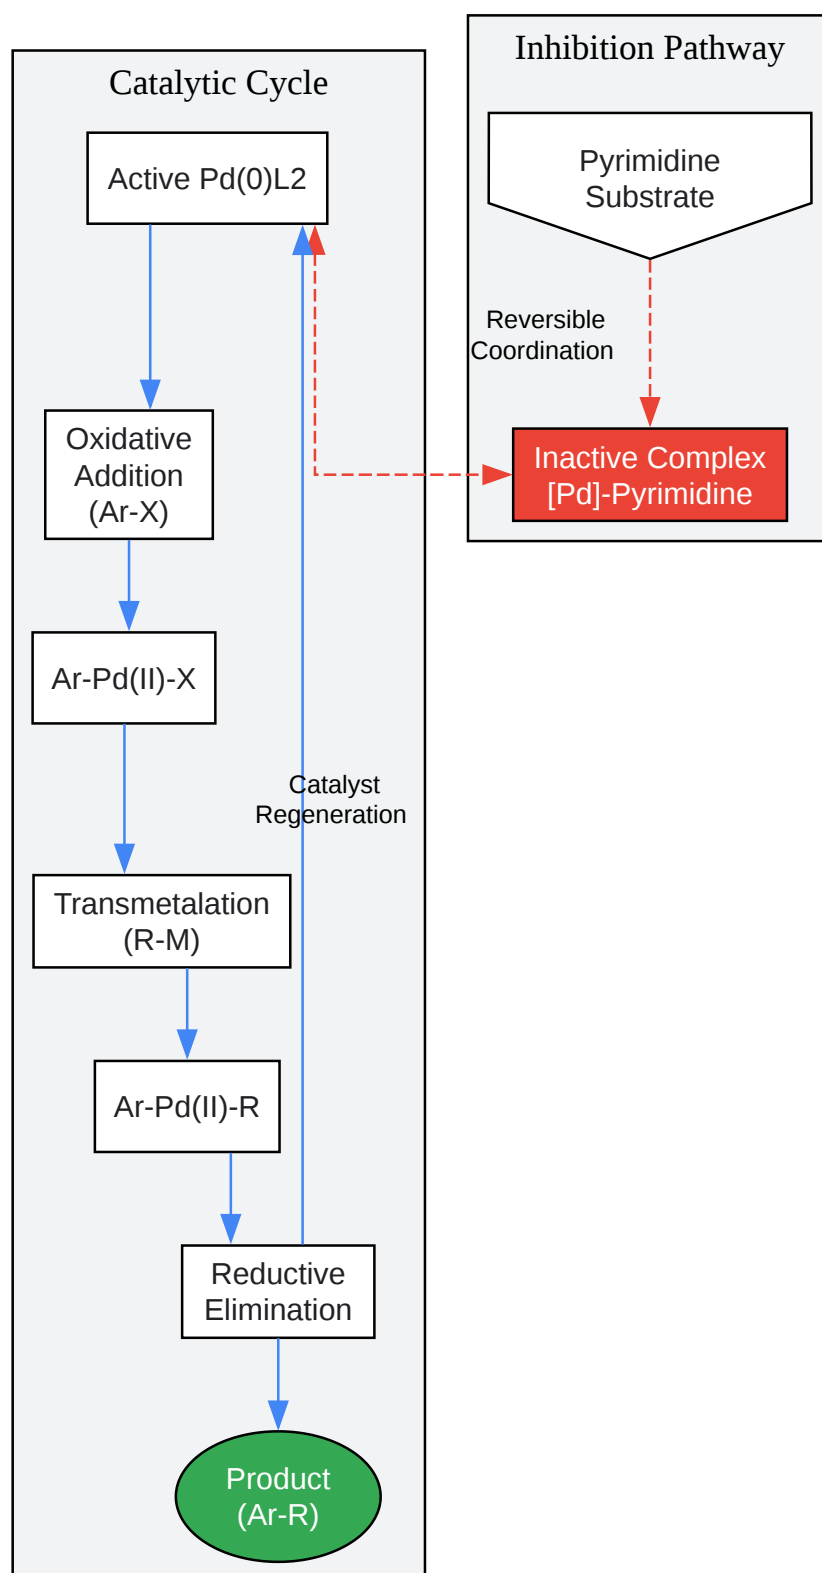 Catalytic Cycle
Active Pd(0)L2
Oxidative
Addition
(Ar-X)
Ar-Pd(II)-X
Catalyst
Regeneration
Transmetalation
(R-M)
Ar-Pd(II)-R
Reductive
Elimination
Product
(Ar-R)
Inhibition Pathway
Pyrimidine
Substrate
Reversible
Coordination
Inactive Complex
[Pd]-Pyrimidine